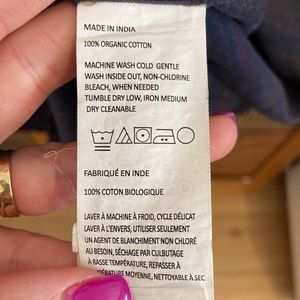 MADE IN INDIA
100% ORGANIC COTTON
MACHINE WASH COLD GENTLE
WASH INSIDE OUT, NON-CHLORINE
BLEACH, WHEN NEEDED
TUMBLE DRY LOW, IRON MEDIUM
DRY CLEANABLE
FABRIQUÉ EN INDE
100% COTON BIOLOGIQUE
LAVER À MACHINE À FROID, CYCLE DÉLICAT
LAVER À L'ENVERS, UTILISER SEULEMENT
UN AGENT DE BLANCHIMENT NON CHLORÉ
AU BESOIN, SÉCHAGE PAR CULBUTAGE
À BASSE TEMPÉRATURE, REPASSER À
TEMPÉRATURE MOYENNE, NETTOYABLE À SEC